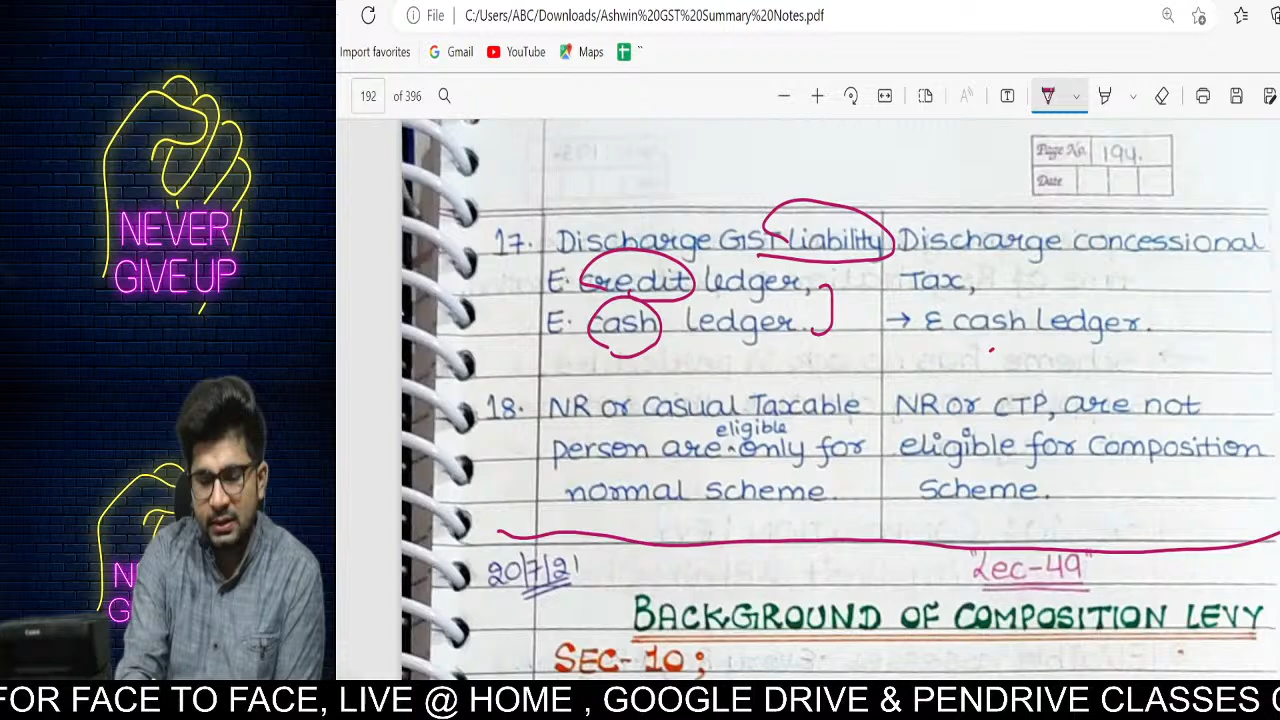 File C:/Users/ABC/Downloads/Ashwin%20GST%20Summary%20Notes.pdf
Import favorites Gmail YouTube Maps
192 of 396
NEVER
GIVE UP
Page No. 194.
Date
17. Discharge GST Liability Discharge concessional
E. credit ledger, Tax,
E. cash ledger. → E cash ledger.
18. NR or Casual Taxable NR or CTP, are not
eligible
person are only for eligible for Composition
normal scheme scheme.
20/7/21 "Lec-49"
BACKGROUND OF COMPOSITION LEVY
SEC-10;
N
G
FOR FACE TO FACE, LIVE @ HOME , GOOGLE DRIVE & PENDRIVE CLASSES